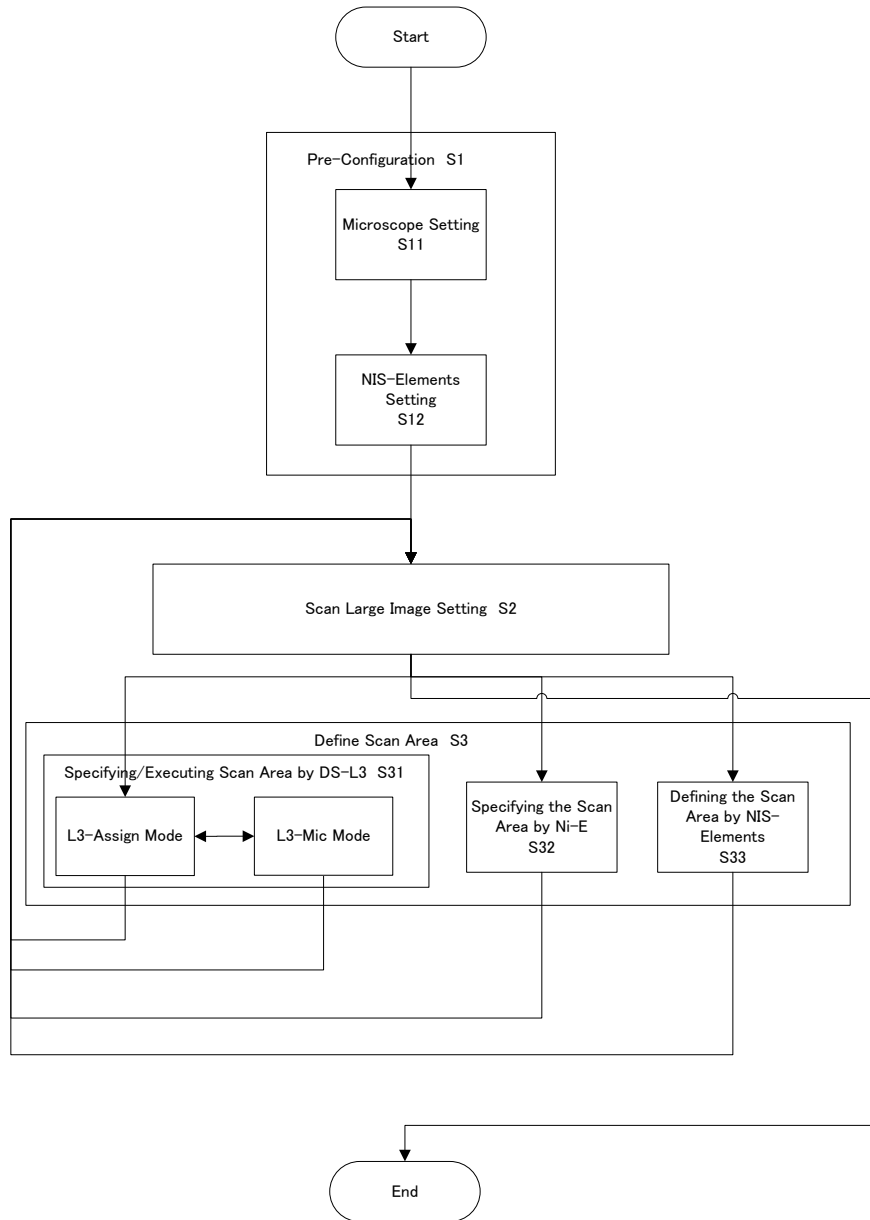 Start
Pre-Configuration S1
Microscope Setting
S11
NIS-Elements
Setting
S12
Scan Large Image Setting S2
Define Scan Area S3
Specifying/Executing Scan Area by DS-L3 S31
L3-Assign Mode
L3-Mic Mode
Specifying the Scan
Area by Ni-E
S32
Defining the Scan
Area by NIS-
Elements
S33
End